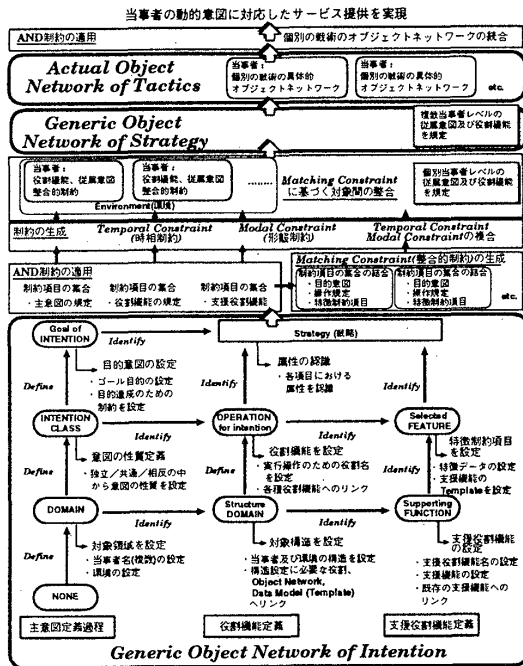 当事者の動的意図に対応したサービス提供を実現
AND制約の適用
個別の戦術のオブジェクトネットワークの統合
Actual Object
Network of Tactics
当事者：
個別の戦術の具体的
オブジェクトネットワーク
当事者：
個別の戦術の具体的
オブジェクトネットワーク
etc.
Generic Object
Network of Strategy
複数当事者レベルの
従属意図及び役割機能
を規定
当事者：
役割機能、従属意図
整合的制約
当事者：
役割機能、従属意図
整合的制約
Environment(環境)
Matching Constraint
に基づく対象間の整合
個別当事者レベルの
従属意図及び役割機能を
規定
制約の生成
Temporal Constraint
(時相制約)
Modal Constraint
(形態制約)
Temporal Constraint
Modal Constraintの複合
AND制約の適用
制約項目の集合
・主意図の規定
制約項目の集合
・役割機能の規定
制約項目の集合
・支援役割機能
Matching Constraint(整合的制約)の生成
制約項目の集合の結合
・目的意図
・操作規定
・特徴制約項目
制約項目の集合の結合
・目的意図
・操作規定
・特徴制約項目
etc.
Goal of
INTENTION
Identify
Strategy (戦略)
Define
目的意図の設定
・ゴール目的の設定
・目的達成のための
制約を設定
Identify
属性の認識
・各項目における
属性を認識
Identify
INTENTION
CLASS
Identify
OPERATION
for intention
Identify
Selected
FEATURE
Define
意図の性質定義
・独立／共通／相反の中
から意図の性質を設定
Define
役割機能を設定
・実行操作のための役割名
を設定
・各種役割機能へのリンク
Identify
特徴制約項目
を設定
・特徴データの設定
・支援機能の
Templateを設定
DOMAIN
Identify
Structure
DOMAIN
Identify
Supporting
FUNCTION
Define
対象領域を設定
・当事者名(複数)の設定
・環境の設定
対象構造を設定
・当事者及び環境の構造を設定
・構造設定に必要な役割、
Object Network,
Data Model (Template)
へリンク
支援役割機能
の設定
・支援役割機能名の設定
・支援機能の設定
・既存の支援機能への
リンク
NONE
主意図定義過程
役割機能定義
支援役割機能定義
Generic Object Network of Intention